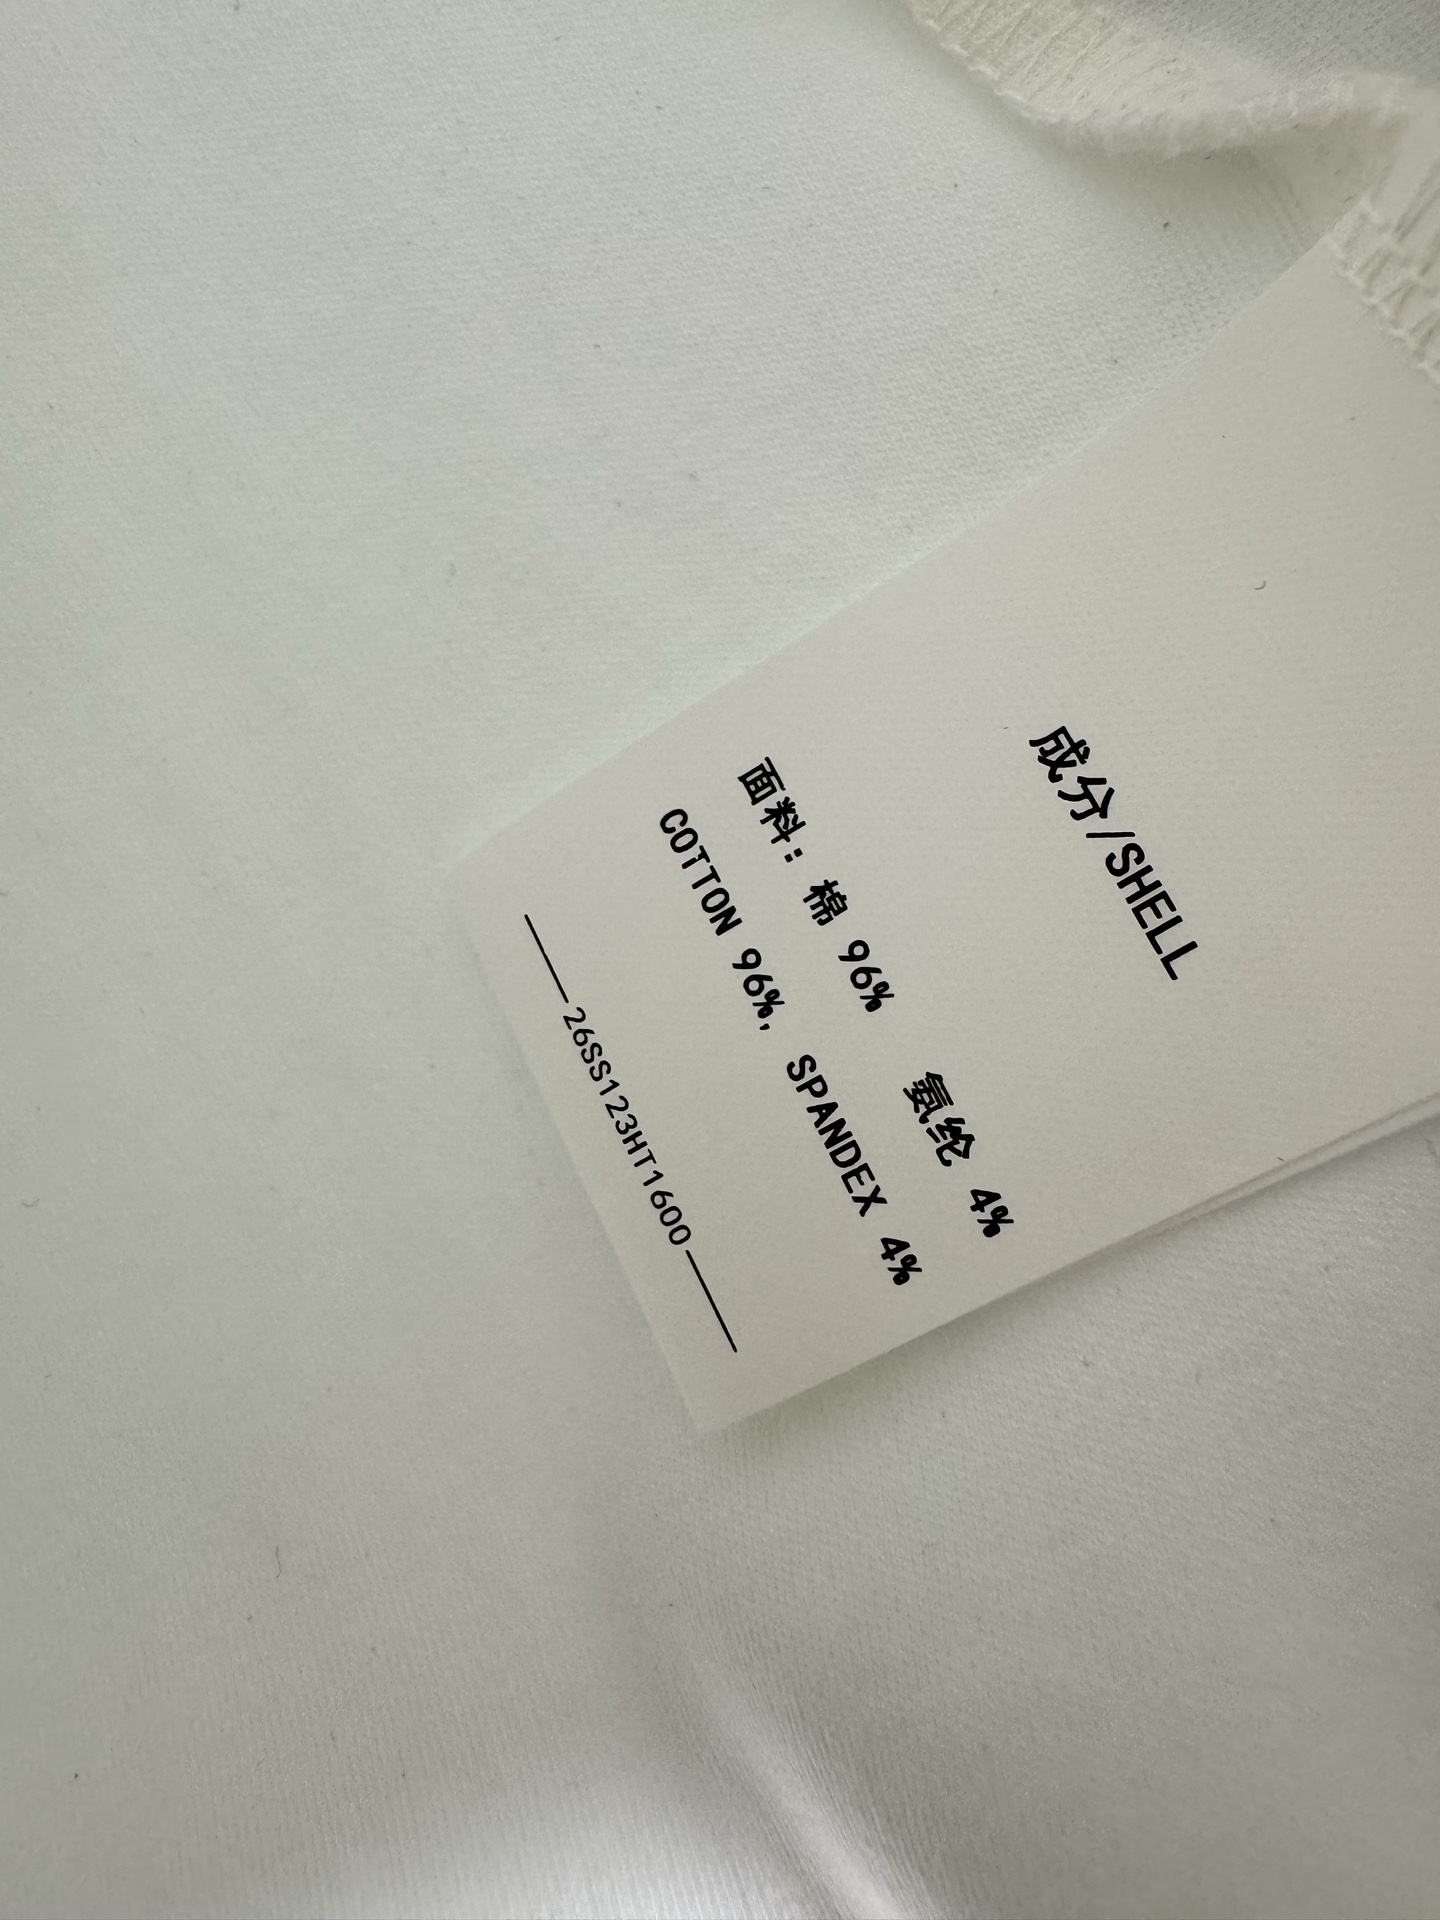 成分/SHELL
面料: 棉 96% 氨纶 4%
COTTON 96%, SPANDEX 4%
26SS123HT1600